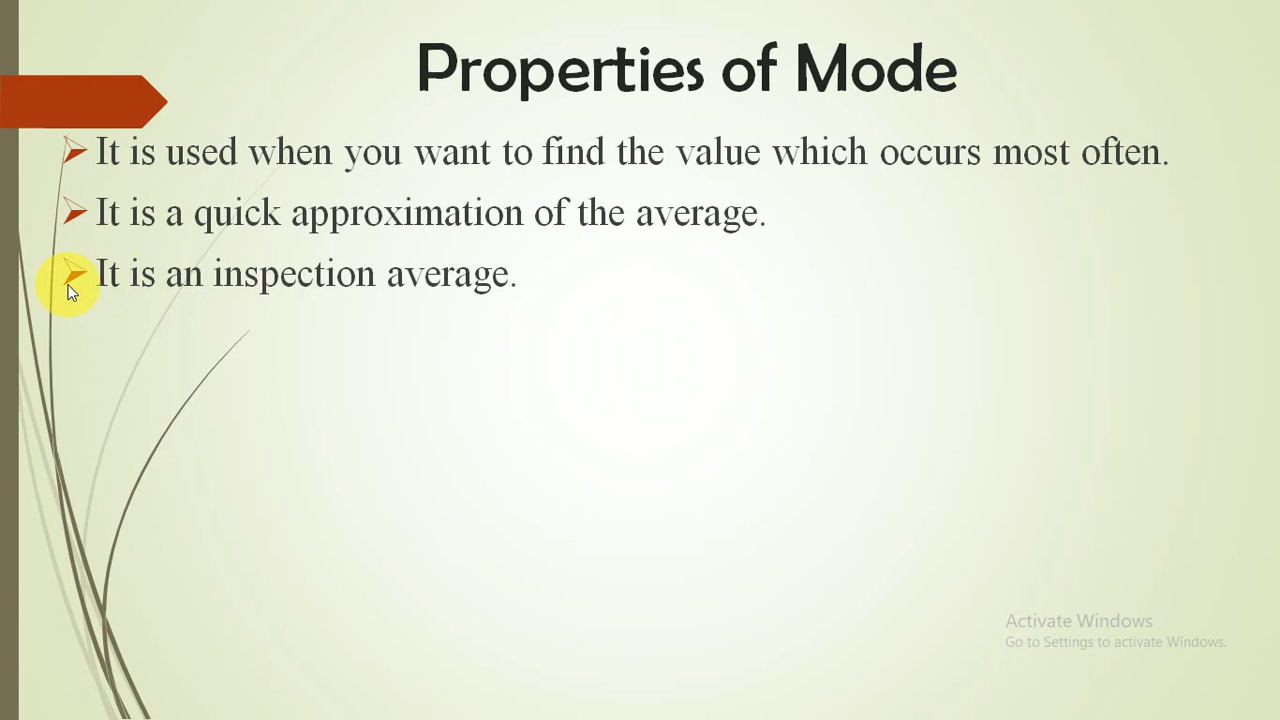 Properties of Mode
It is used when you want to find the value which occurs most often.
It is a quick approximation of the average.
It is an inspection average.
Activate Windows
Go to Settings to activate Windows.